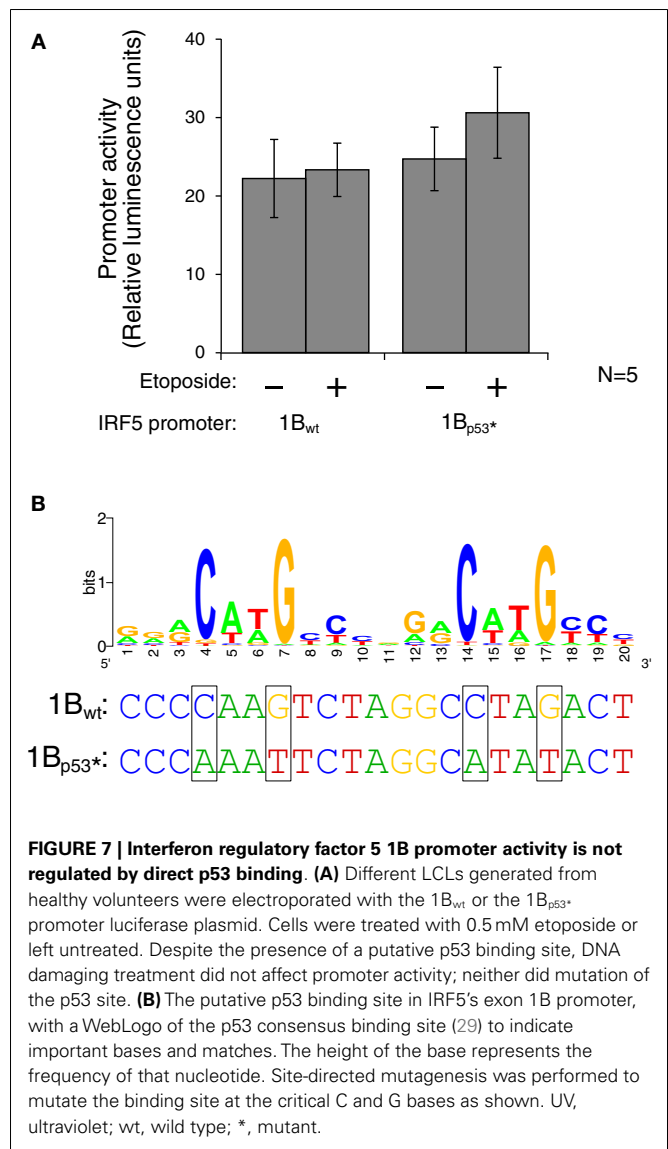 A
Promoter activity
(Relative luminescence units)
40
30
20
10
0
Etoposide: − + − +
N=5
IRF5 promoter: 1Bwt 1Bp53*
B
2
bits
1
0
5' 1 2 3 4 5 6 7 8 9 10 11 12 13 14 15 16 17 18 19 20 3'
1Bwt: CCCCAAGTCTAGGCCTAGACT
1Bp53*: CCCAAATTCTAGGCATATACT
FIGURE 7 | Interferon regulatory factor 5 1B promoter activity is not
regulated by direct p53 binding. (A) Different LCLs generated from
healthy volunteers were electroporated with the 1Bwt or the 1Bp53*
promoter luciferase plasmid. Cells were treated with 0.5 mM etoposide or
left untreated. Despite the presence of a putative p53 binding site, DNA
damaging treatment did not affect promoter activity; neither did mutation of
the p53 site. (B) The putative p53 binding site in IRF5's exon 1B promoter,
with a WebLogo of the p53 consensus binding site (29) to indicate
important bases and matches. The height of the base represents the
frequency of that nucleotide. Site-directed mutagenesis was performed to
mutate the binding site at the critical C and G bases as shown. UV,
ultraviolet; wt, wild type; *, mutant.